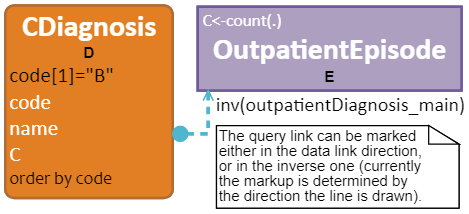 CDiagnosis
D
code[1]="B"
code
name
C
order by code
C<-count(.)
OutpatientEpisode
E
inv(outpatientDiagnosis_main)
The query link can be marked
either in the data link direction,
or in the inverse one (currently
the markup is determined by
the direction the line is drawn).